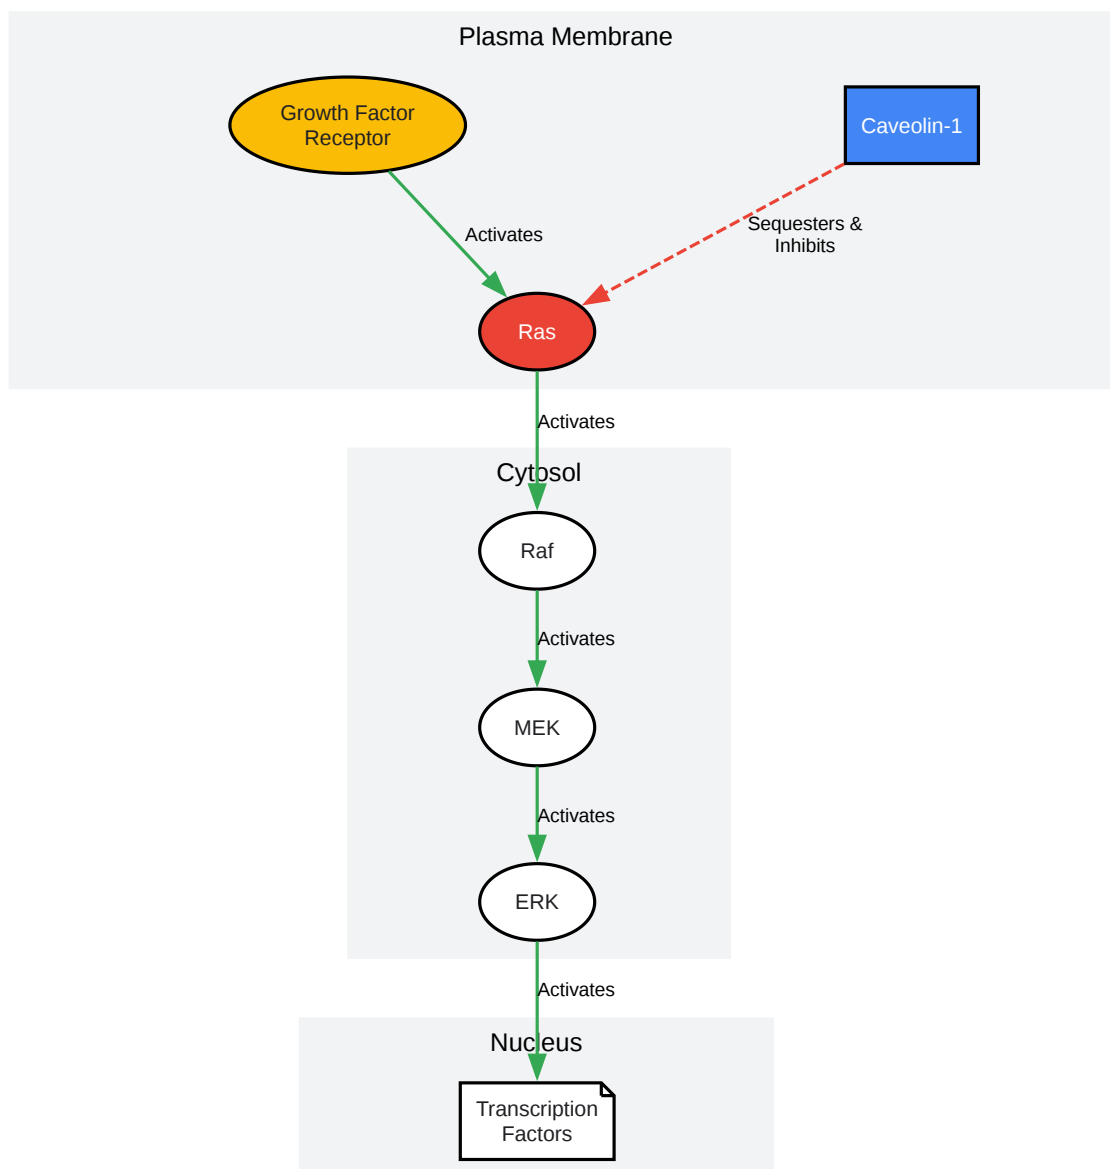 Plasma Membrane
Growth Factor
Receptor
Caveolin-1
Activates
Sequesters &
Inhibits
Ras
Activates
Cytosol
Raf
Activates
MEK
Activates
ERK
Activates
Nucleus
Transcription
Factors